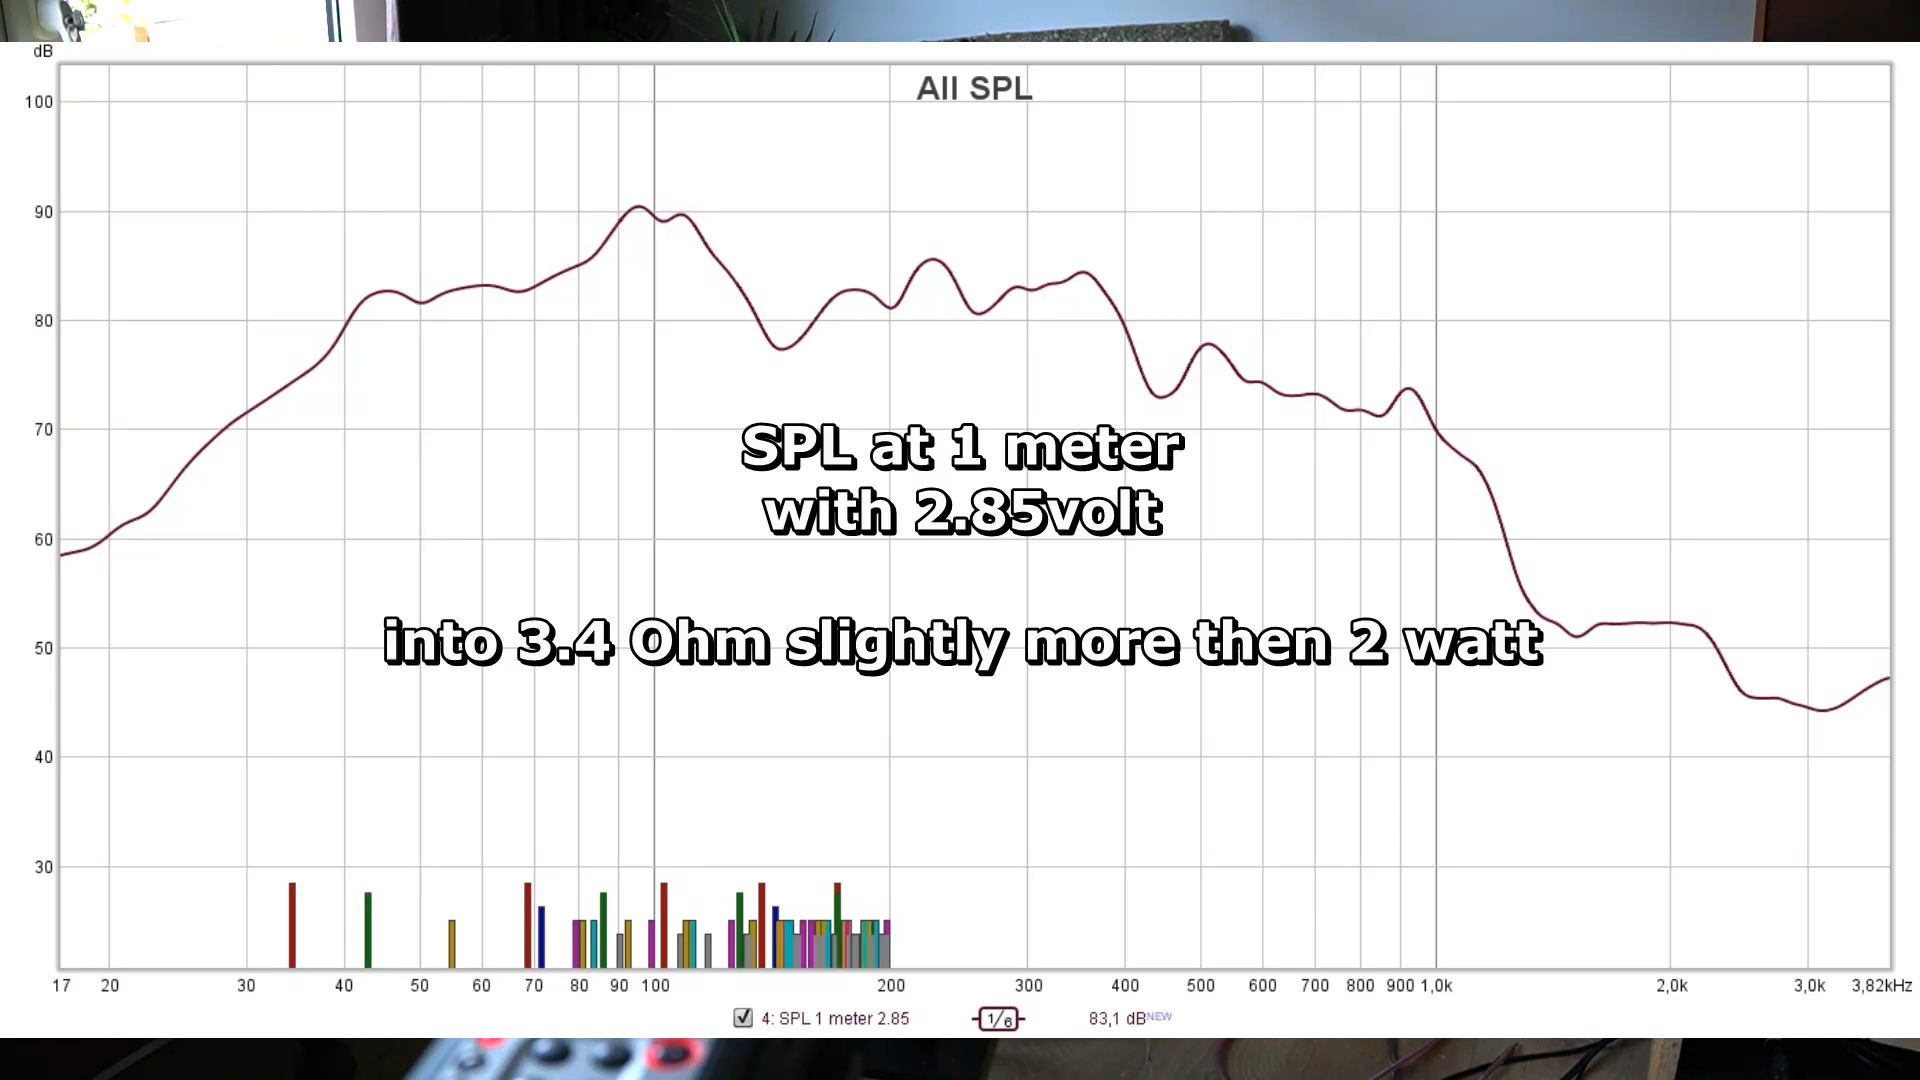 dB
All SPL
100
90
80
70
60
50
40
30
SPL at 1 meter
with 2.85volt
into 3.4 Ohm slightly more then 2 watt
17 20 30 40 50 60 70 80 90 100 200 300 400 500 600 700 800 900 1,0k 2,0k 3,0k 3,82kHz
4: SPL 1 meter 2.85 1/6 83,1 dB NEW